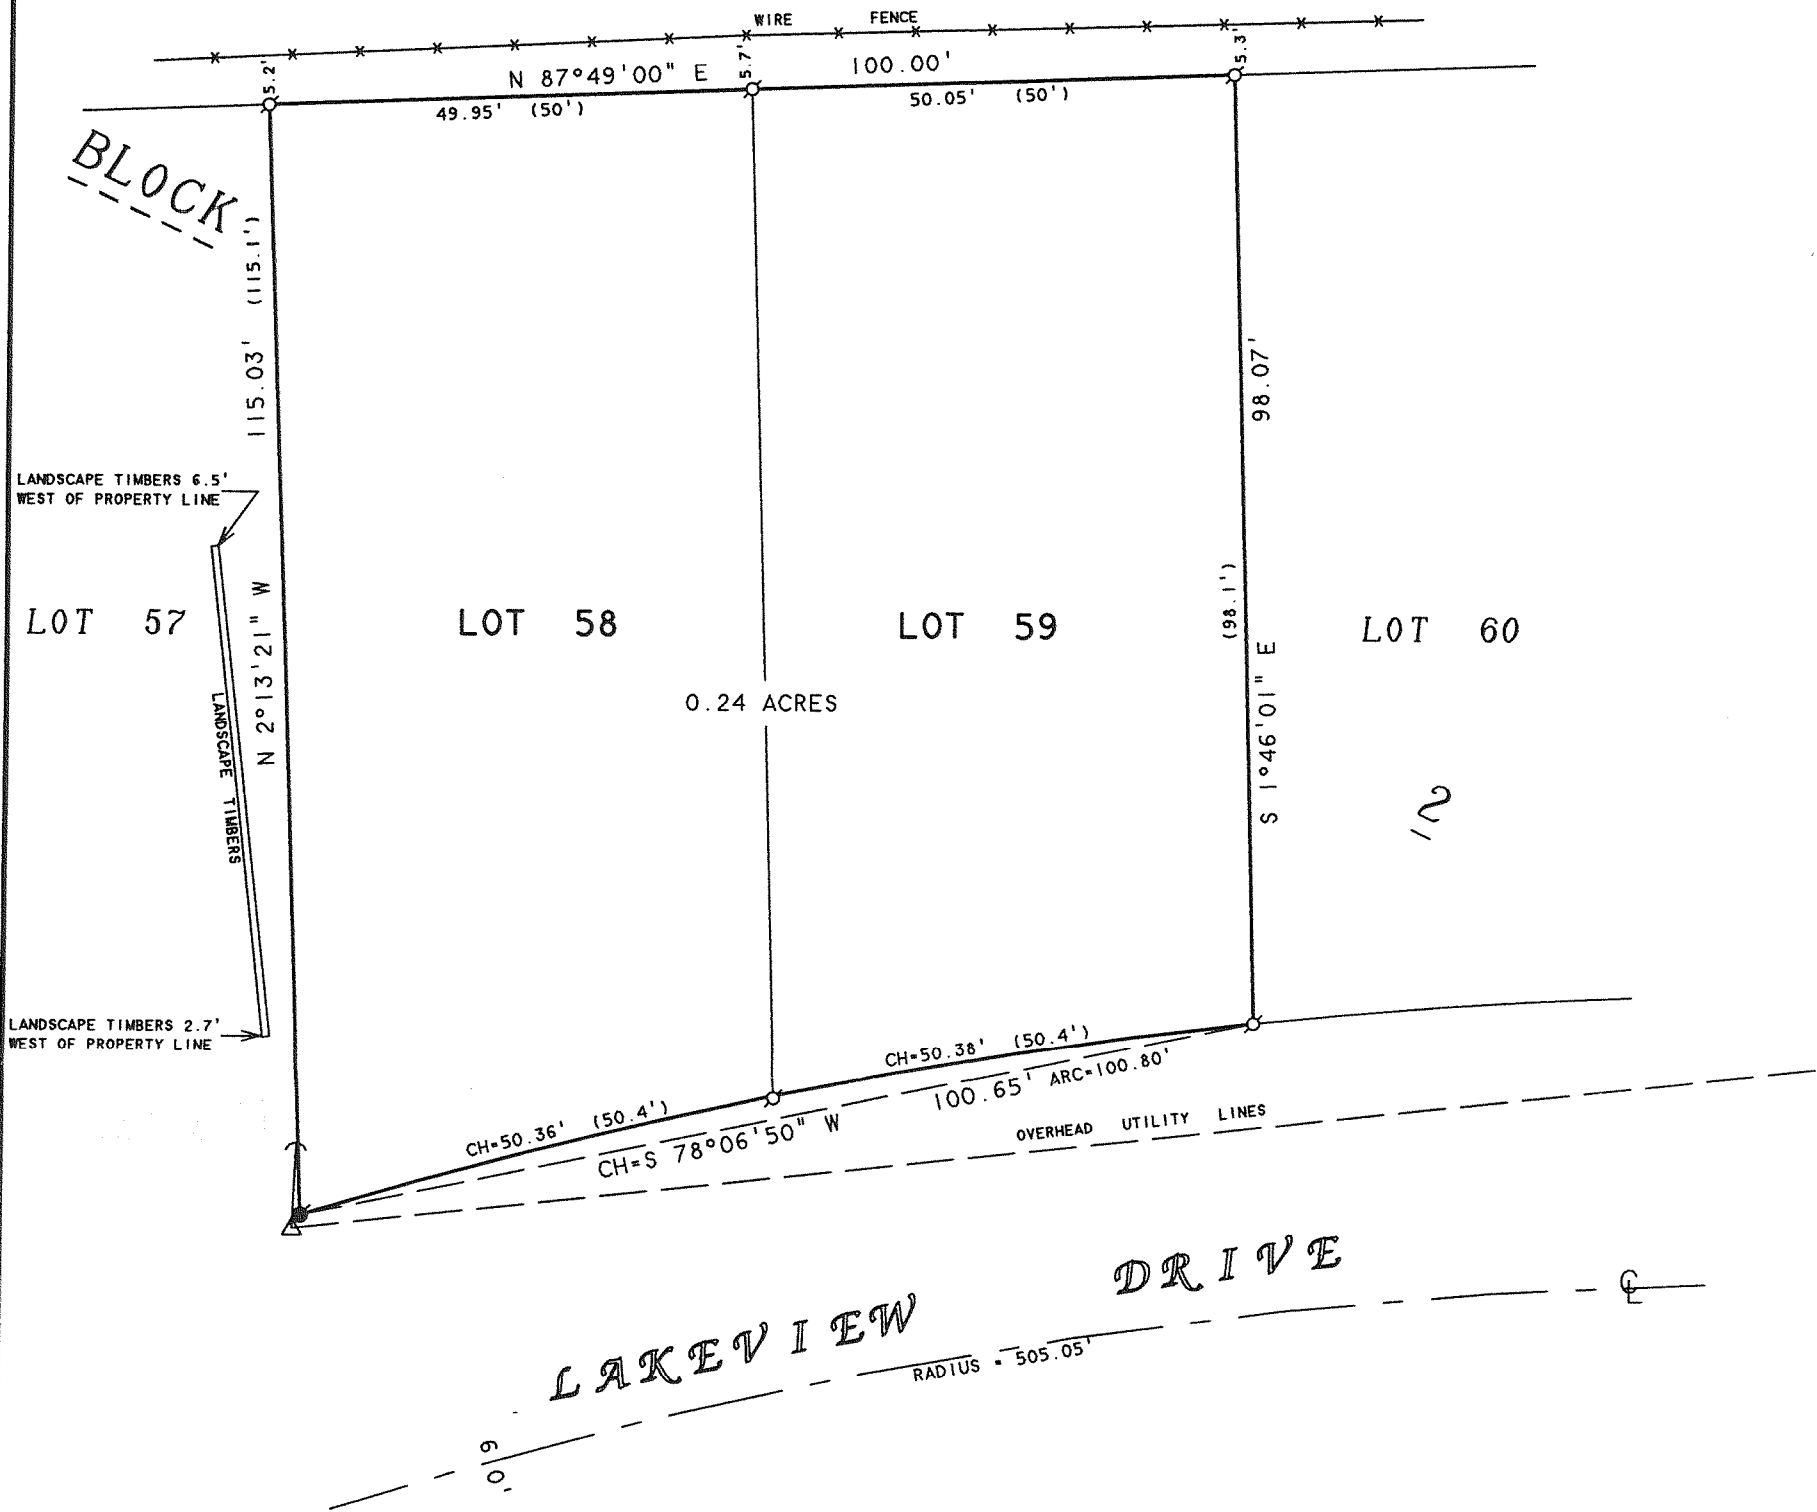 WIRE FENCE
5.2'
N 87°49'00" E
5.7'
100.00'
5.3'
49.95' (50')
50.05' (50')
BLOCK
115.03' (115.1')
98.07'
LANDSCAPE TIMBERS 6.5'
WEST OF PROPERTY LINE
(98.1')
LOT 57
N 2°13'21" W
LOT 58
LOT 59
LOT 60
S 1°46'01" E
0.24 ACRES
LANDSCAPE TIMBERS
2
LANDSCAPE TIMBERS 2.7'
WEST OF PROPERTY LINE
CH=50.38' (50.4')
100.65' ARC=100.80'
CH=50.36' (50.4')
CH=S 78°06'50" W
OVERHEAD UTILITY LINES
LAKEVIEW DRIVE
CL
RADIUS = 505.05'
60'